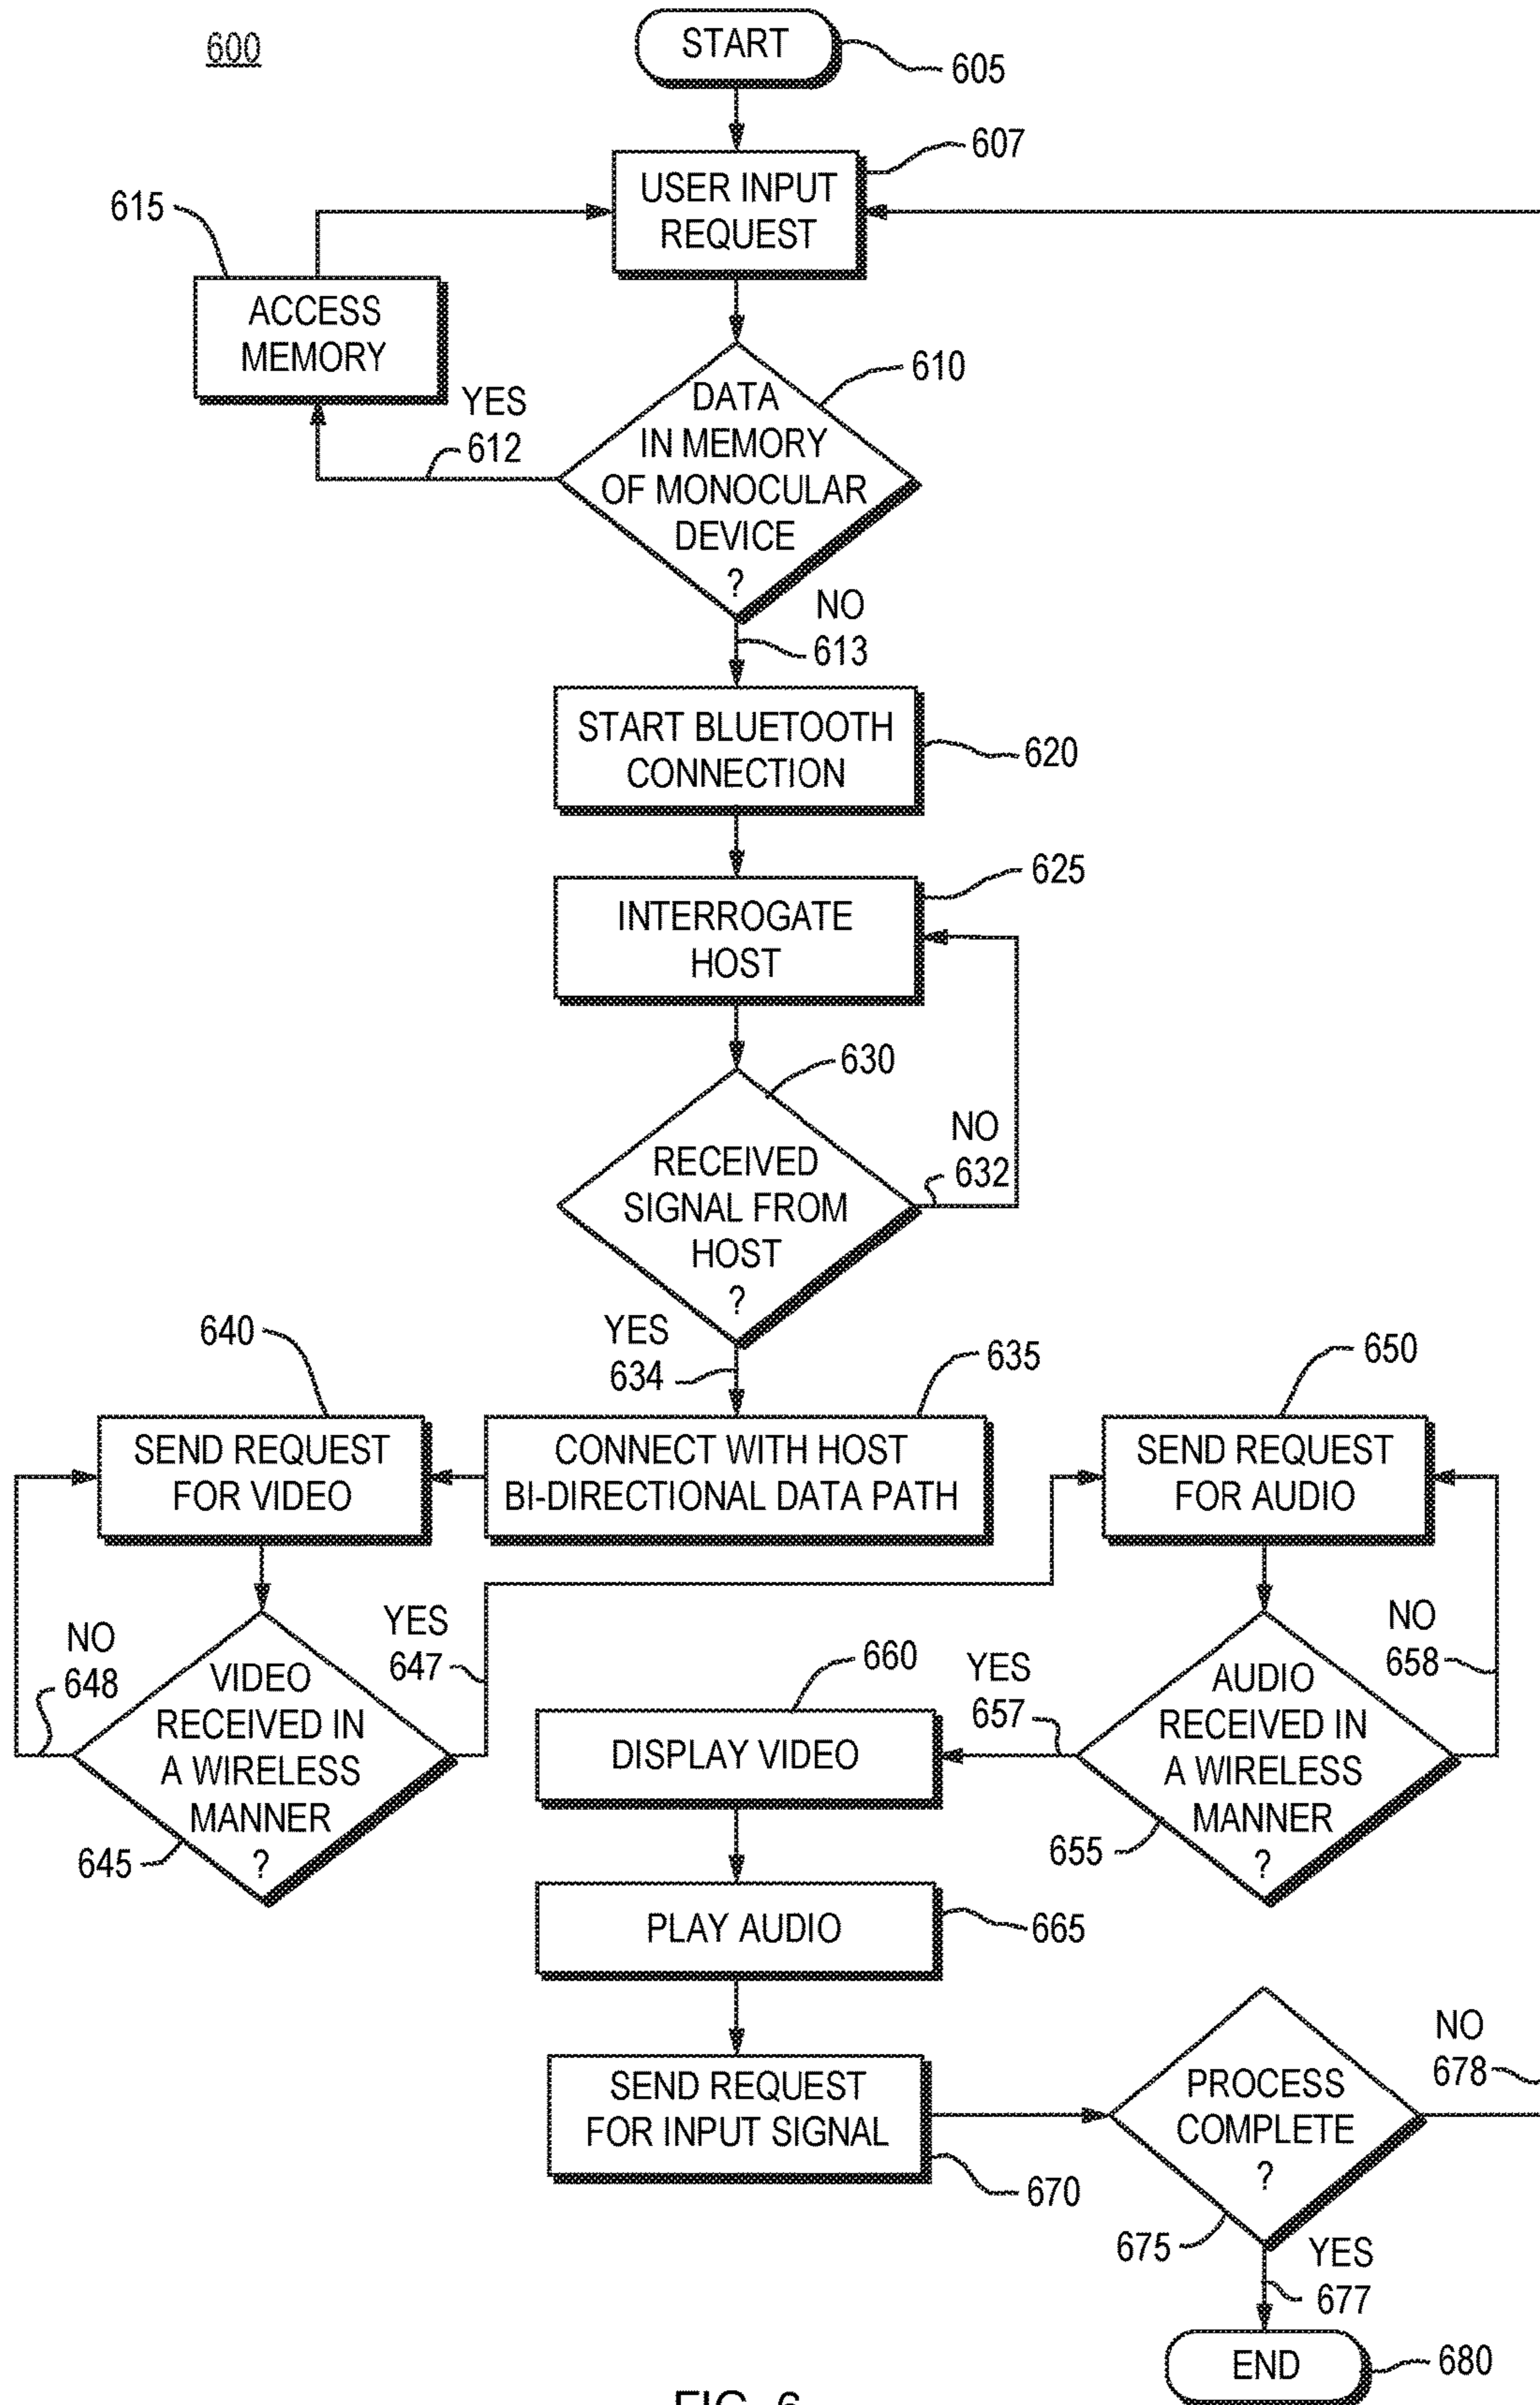 600
START
605
607
USER INPUT
REQUEST
615
ACCESS
MEMORY
YES
612
610
DATA
IN MEMORY
OF MONOCULAR
DEVICE
?
NO
613
START BLUETOOTH
CONNECTION
620
625
INTERROGATE
HOST
630
NO
632
RECEIVED
SIGNAL FROM
HOST
?
YES
634
635
640
650
SEND REQUEST
FOR VIDEO
CONNECT WITH HOST
BI-DIRECTIONAL DATA PATH
SEND REQUEST
FOR AUDIO
NO
648
YES
647
VIDEO
RECEIVED IN
A WIRELESS
MANNER
?
645
660
DISPLAY VIDEO
YES
657
NO
658
AUDIO
RECEIVED IN
A WIRELESS
MANNER
?
655
PLAY AUDIO
665
SEND REQUEST
FOR INPUT SIGNAL
670
PROCESS
COMPLETE
?
NO
678
675
YES
677
END
680
FIG. 6